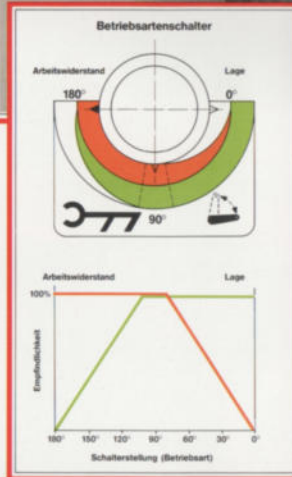 Betriebsartenschalter
Arbeitswiderstand Lage
180° 0°
90°
Arbeitswiderstand Lage
100%
Empfindlichkeit
180° 150° 120° 90° 60° 30° 0°
Schalterstellung (Betriebsart)